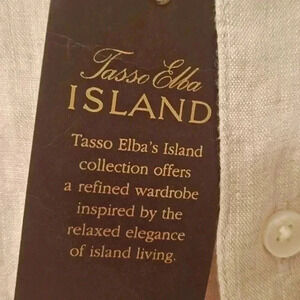 Tasso Elba
ISLAND
Tasso Elba's Island
collection offers
a refined wardrobe
inspired by the
relaxed elegance
of island living.